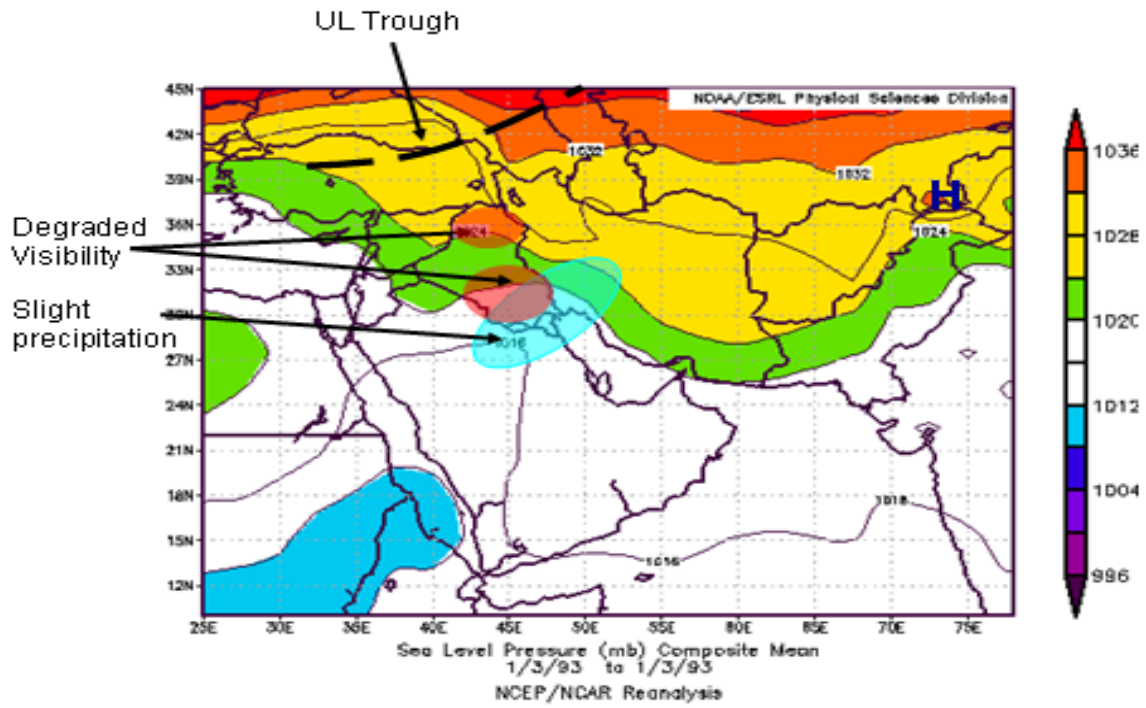 UL Trough
NOAA/ESRL Physical Sciences Division
45N
42N
39N
36N
33N
30N
27N
24N
21N
18N
15N
12N
1032
1032
H
1024
1024
Degraded
Visibility
Slight
precipitation
1016
1016
1016
1036
1028
1020
1012
1004
996
25E 30E 35E 40E 45E 50E 55E 60E 65E 70E 75E
Sea Level Pressure (mb) Composite Mean
1/3/93 to 1/3/93
NCEP/NCAR Reanalysis